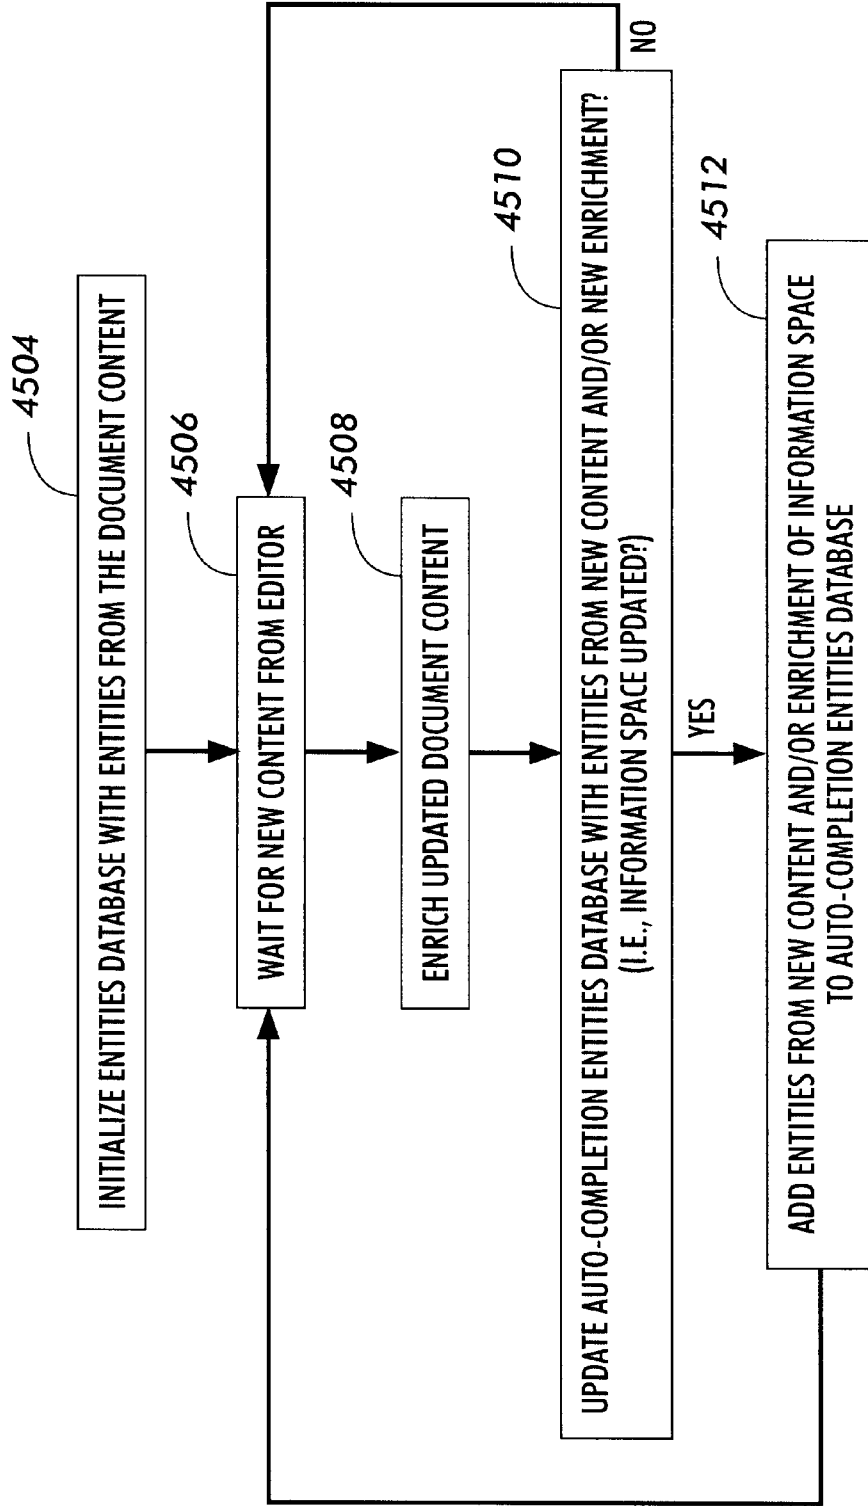 4504
INITIALIZE ENTITIES DATABASE WITH ENTITIES FROM THE DOCUMENT CONTENT
4506
WAIT FOR NEW CONTENT FROM EDITOR
4508
ENRICH UPDATED DOCUMENT CONTENT
4510
UPDATE AUTO-COMPLETION ENTITIES DATABASE WITH ENTITIES FROM NEW CONTENT AND/OR NEW ENRICHMENT?
(I.E., INFORMATION SPACE UPDATED?)
NO
YES
4512
ADD ENTITIES FROM NEW CONTENT AND/OR ENRICHMENT OF INFORMATION SPACE
TO AUTO-COMPLETION ENTITIES DATABASE